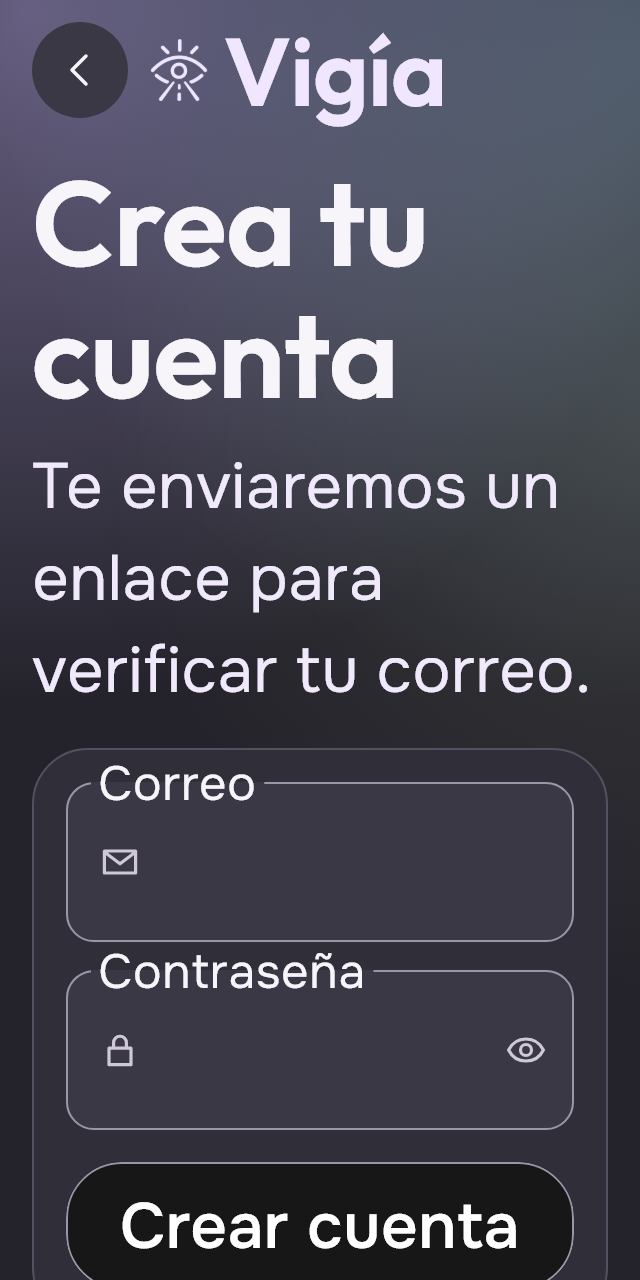 Vigía
Crea tu
cuenta
Te enviaremos un
enlace para
verificar tu correo.
Correo
Contraseña
Crear cuenta